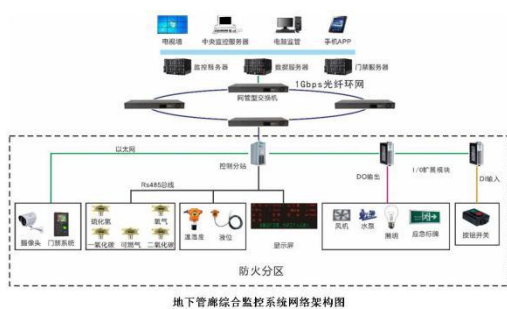 电视墙 中央监控服务器 电脑监管 手机APP
监控服务器 数据服务器 门禁服务器
1Gbps光纤环网
网管型交换机
以太网
控制分站
I/O扩展模块
DO输出
DI输入
Rs485总线
硫化氢 氧气
一氧化碳 可燃气 二氧化碳
温湿度 液位
显示屏
风机 水泵 照明 应急标牌
摄像头 门禁系统
按钮开关
防火分区
地下管廊综合监控系统网络架构图